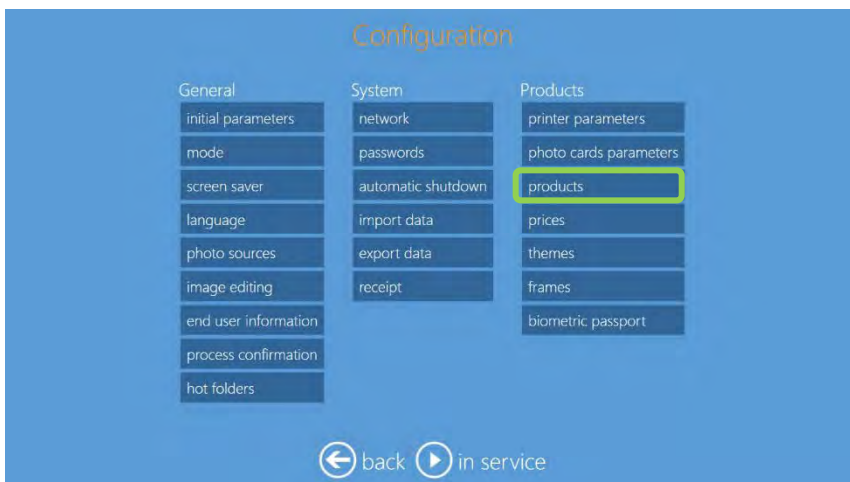 Configuration
General
initial parameters
mode
screen saver
language
photo sources
image editing
end user information
process confirmation
hot folders
System
network
passwords
automatic shutdown
import data
export data
receipt
Products
printer parameters
photo cards parameters
products
prices
themes
frames
biometric passport
back in service